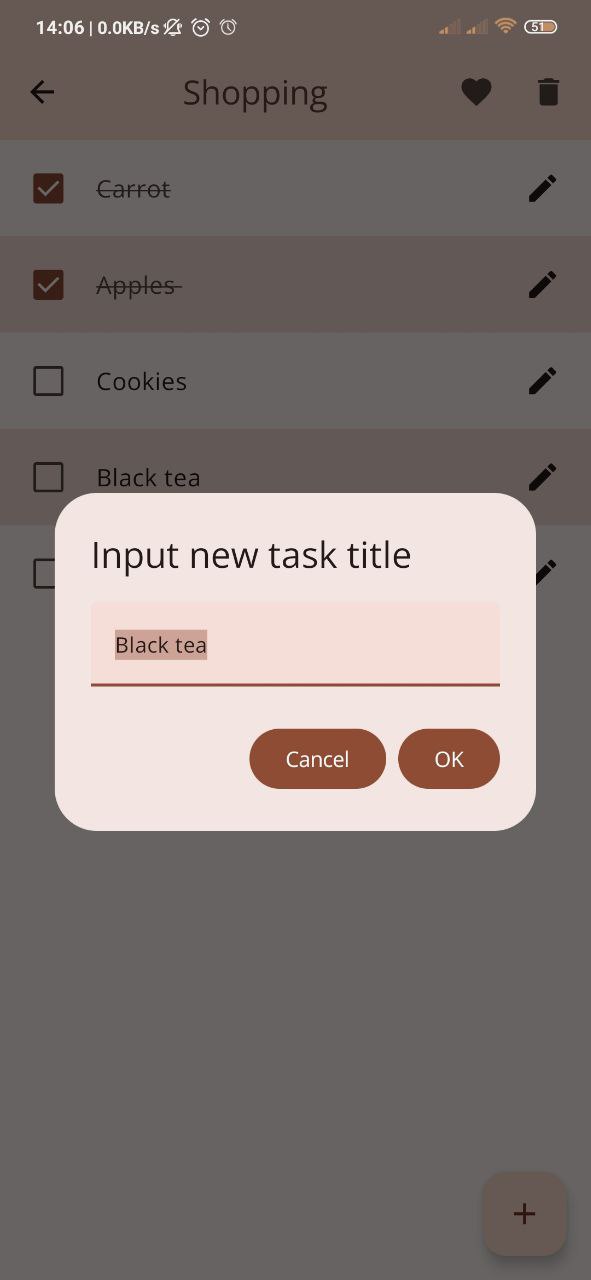 14:06 | 0.0KB/s 51
Shopping
Carrot
Apples
Cookies
Black tea
Input new task title
Black tea
Cancel OK